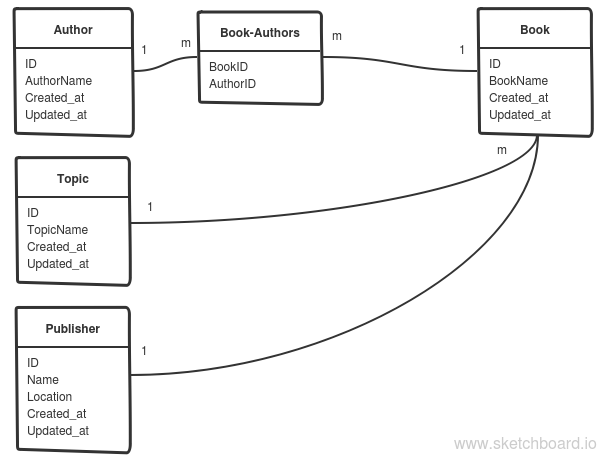 Author
ID
AuthorName
Created_at
Updated_at
1
m
Book-Authors
BookID
AuthorID
m
1
Book
ID
BookName
Created_at
Updated_at
m
Topic
ID
TopicName
Created_at
Updated_at
1
Publisher
ID
Name
Location
Created_at
Updated_at
1
www.sketchboard.io